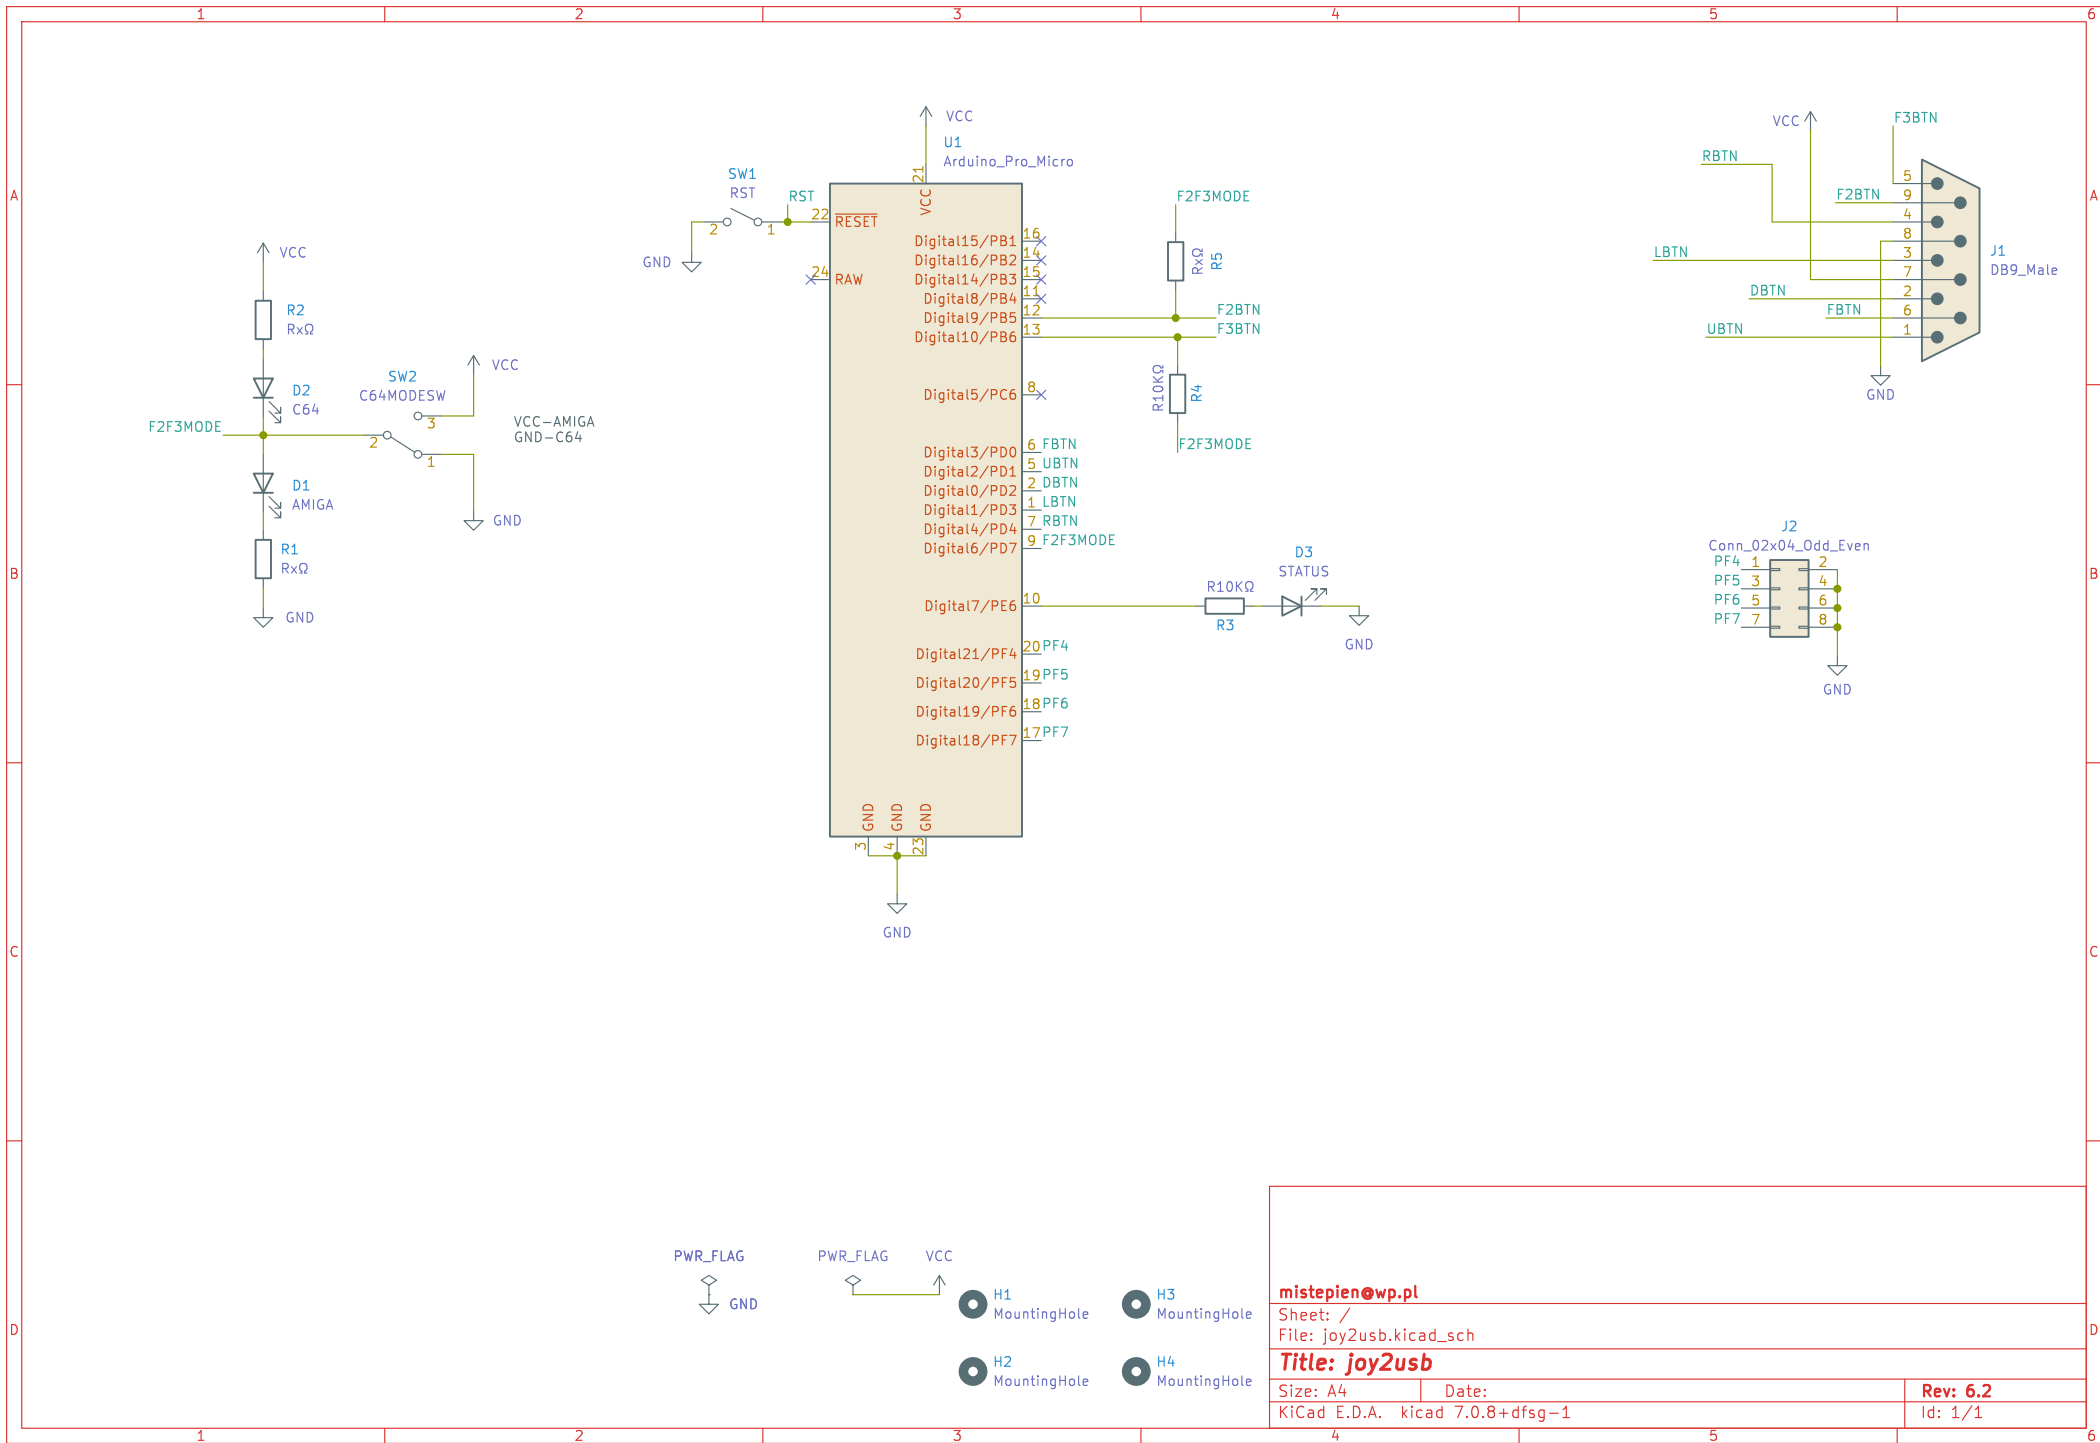 1 2 3 4 5 6
A
B
C
D
VCC
R2
RxΩ
D2
C64
F2F3MODE
D1
AMIGA
R1
RxΩ
GND
SW2
C64MODESW
3
2
1
VCC
VCC-AMIGA
GND-C64
GND
SW1
RST
2 1
RST
GND
VCC
U1
Arduino_Pro_Micro
21
VCC
22 RESET
24 RAW
Digital15/PB1 16
Digital16/PB2 14
Digital14/PB3 15
Digital8/PB4 11
Digital9/PB5 12
Digital10/PB6 13
Digital5/PC6 8
Digital3/PD0 6 FBTN
Digital2/PD1 5 UBTN
Digital0/PD2 2 DBTN
Digital1/PD3 1 LBTN
Digital4/PD4 7 RBTN
Digital6/PD7 9 F2F3MODE
Digital7/PE6 10
Digital21/PF4 20 PF4
Digital20/PF5 19 PF5
Digital19/PF6 18 PF6
Digital18/PF7 17 PF7
GND GND GND
3 4 23
GND
F2F3MODE
RxΩ
R5
F2BTN
F3BTN
R10KΩ
R4
F2F3MODE
R10KΩ
R3
D3
STATUS
GND
VCC
F3BTN
RBTN
F2BTN
LBTN
DBTN
FBTN
UBTN
5
9
4
8
3
7
2
6
1
J1
DB9_Male
GND
J2
Conn_02x04_Odd_Even
PF4 1 2
PF5 3 4
PF6 5 6
PF7 7 8
GND
PWR_FLAG
GND
PWR_FLAG
VCC
H1
MountingHole
H2
MountingHole
H3
MountingHole
H4
MountingHole
mistepien@wp.pl
Sheet: /
File: joy2usb.kicad_sch
Title: joy2usb
Size: A4 Date: Rev: 6.2
KiCad E.D.A. kicad 7.0.8+dfsg-1 Id: 1/1
A
B
C
D
1 2 3 4 5 6